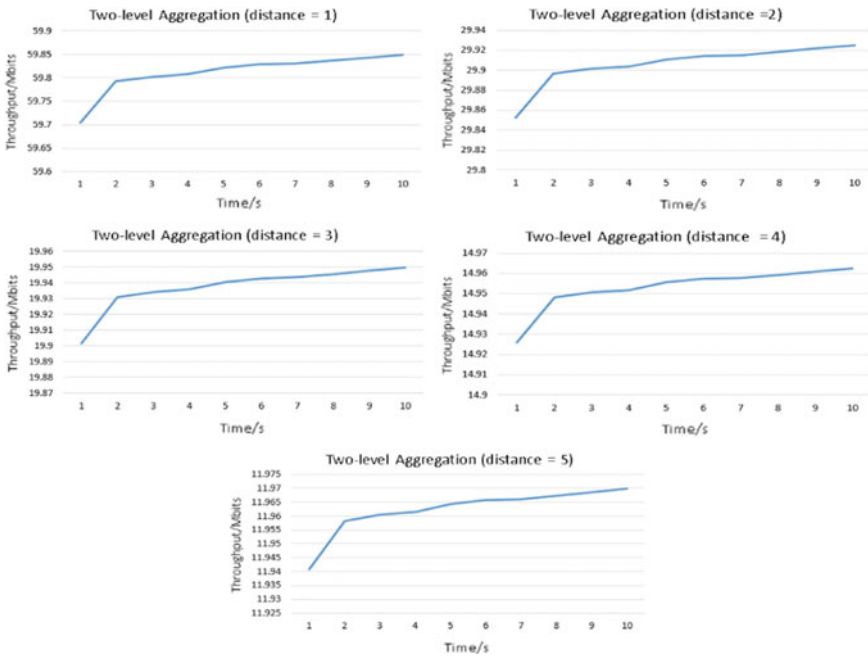 Two-level Aggregation (distance = 1)
Throughput/Mbits
59.9
59.85
59.8
59.75
59.7
59.65
59.6
1 2 3 4 5 6 7 8 9 10
Time/s
Two-level Aggregation (distance =2)
Throughput/Mbits
29.94
29.92
29.9
29.88
29.86
29.84
29.82
29.8
1 2 3 4 5 6 7 8 9 10
Time/s
Two-level Aggregation (distance = 3)
Throughput/Mbits
19.96
19.95
19.94
19.93
19.92
19.91
19.9
19.89
19.88
19.87
1 2 3 4 5 6 7 8 9 10
Time/s
Two-level Aggregation (distance = 4)
Throughput/Mbits
14.97
14.96
14.95
14.94
14.93
14.92
14.91
14.9
1 2 3 4 5 6 7 8 9 10
Time/s
Two-level Aggregation (distance = 5)
Throughput/Mbits
11.975
11.97
11.965
11.96
11.955
11.95
11.945
11.94
11.935
11.93
11.925
1 2 3 4 5 6 7 8 9 10
Time/s